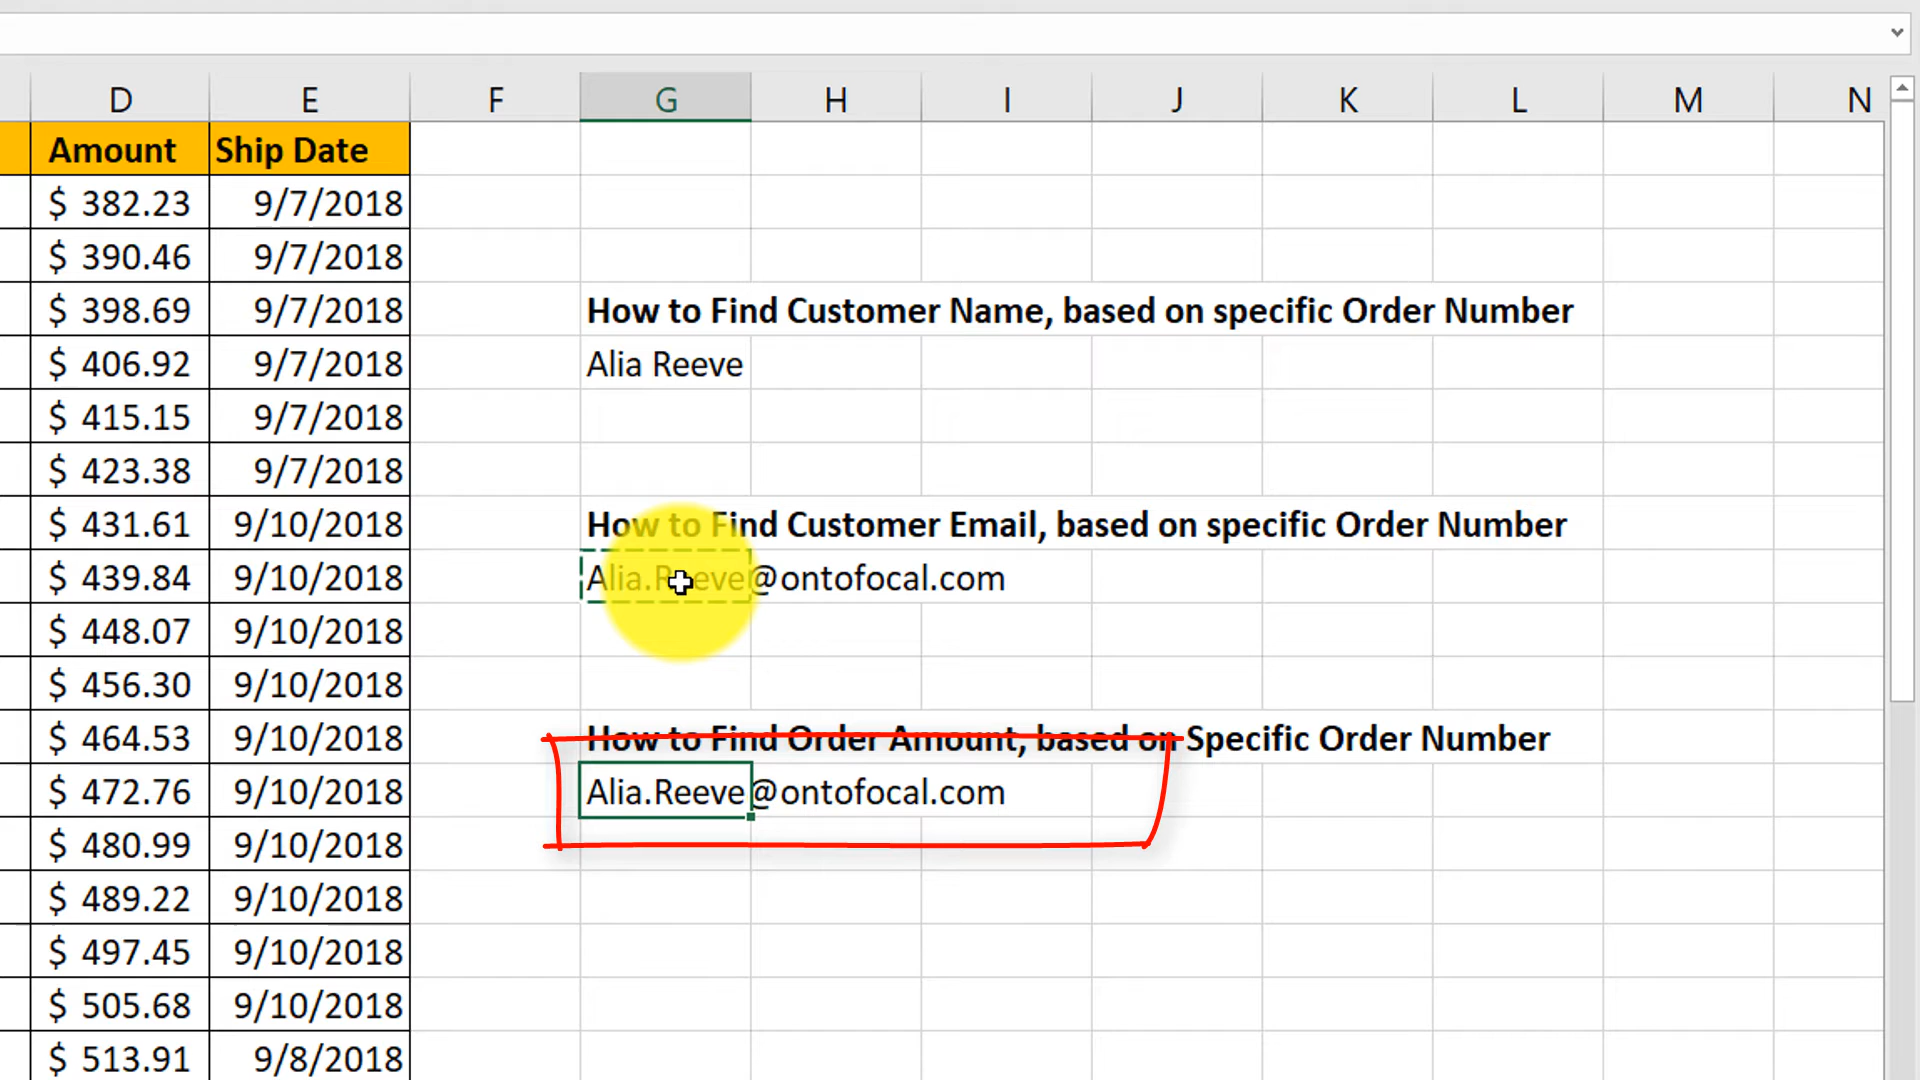 D E F G H I J K L M N
Amount Ship Date
$ 382.23 9/7/2018
$ 390.46 9/7/2018
$ 398.69 9/7/2018 How to Find Customer Name, based on specific Order Number
$ 406.92 9/7/2018 Alia Reeve
$ 415.15 9/7/2018
$ 423.38 9/7/2018
$ 431.61 9/10/2018 How to Find Customer Email, based on specific Order Number
$ 439.84 9/10/2018 Alia.Reeve@ontofocal.com
$ 448.07 9/10/2018
$ 456.30 9/10/2018
$ 464.53 9/10/2018 How to Find Order Amount, based on Specific Order Number
$ 472.76 9/10/2018 Alia.Reeve@ontofocal.com
$ 480.99 9/10/2018
$ 489.22 9/10/2018
$ 497.45 9/10/2018
$ 505.68 9/10/2018
$ 513.91 9/8/2018